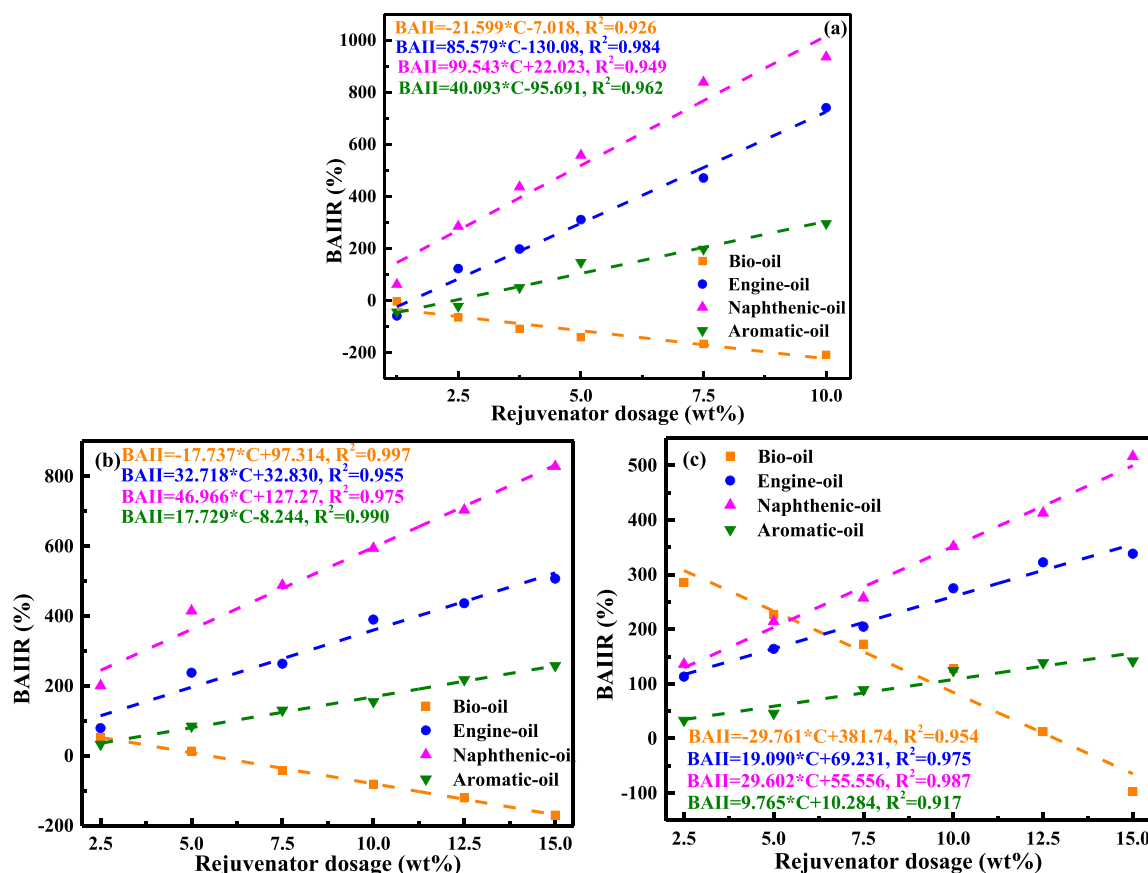 (a)
BAII=-21.599*C-7.018, R²=0.926
BAII=85.579*C-130.08, R²=0.984
BAII=99.543*C+22.023, R²=0.949
BAII=40.093*C-95.691, R²=0.962
BAIIR (%)
1000
800
600
400
200
0
-200
Bio-oil
Engine-oil
Naphthenic-oil
Aromatic-oil
2.5 5.0 7.5 10.0
Rejuvenator dosage (wt%)
(b)
BAII=-17.737*C+97.314, R²=0.997
BAII=32.718*C+32.830, R²=0.955
BAII=46.966*C+127.27, R²=0.975
BAII=17.729*C-8.244, R²=0.990
BAIIR (%)
800
600
400
200
0
-200
Bio-oil
Engine-oil
Naphthenic-oil
Aromatic-oil
2.5 5.0 7.5 10.0 12.5 15.0
Rejuvenator dosage (wt%)
(c)
Bio-oil
Engine-oil
Naphthenic-oil
Aromatic-oil
BAIIR (%)
500
400
300
200
100
0
-100
BAII=-29.761*C+381.74, R²=0.954
BAII=19.090*C+69.231, R²=0.975
BAII=29.602*C+55.556, R²=0.987
BAII=9.765*C+10.284, R²=0.917
2.5 5.0 7.5 10.0 12.5 15.0
Rejuvenator dosage (wt%)